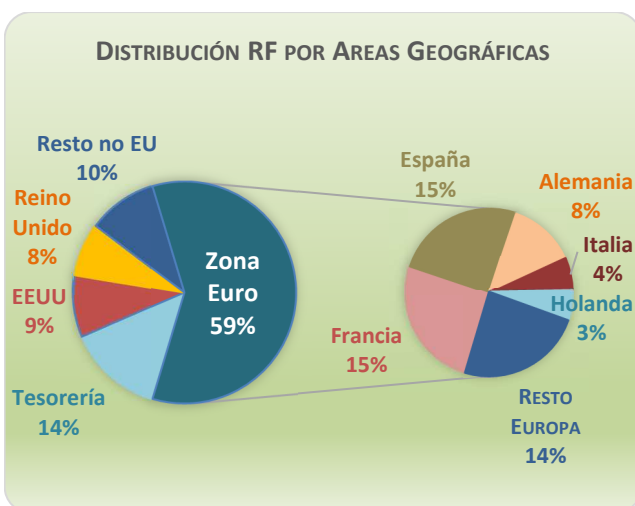 DISTRIBUCIÓN RF POR AREAS GEOGRÁFICAS
Resto no EU
10%
Reino
Unido
8%
EEUU
9%
Tesorería
14%
Zona
Euro
59%
España
15%
Alemania
8%
Italia
4%
Holanda
3%
Francia
15%
RESTO
EUROPA
14%